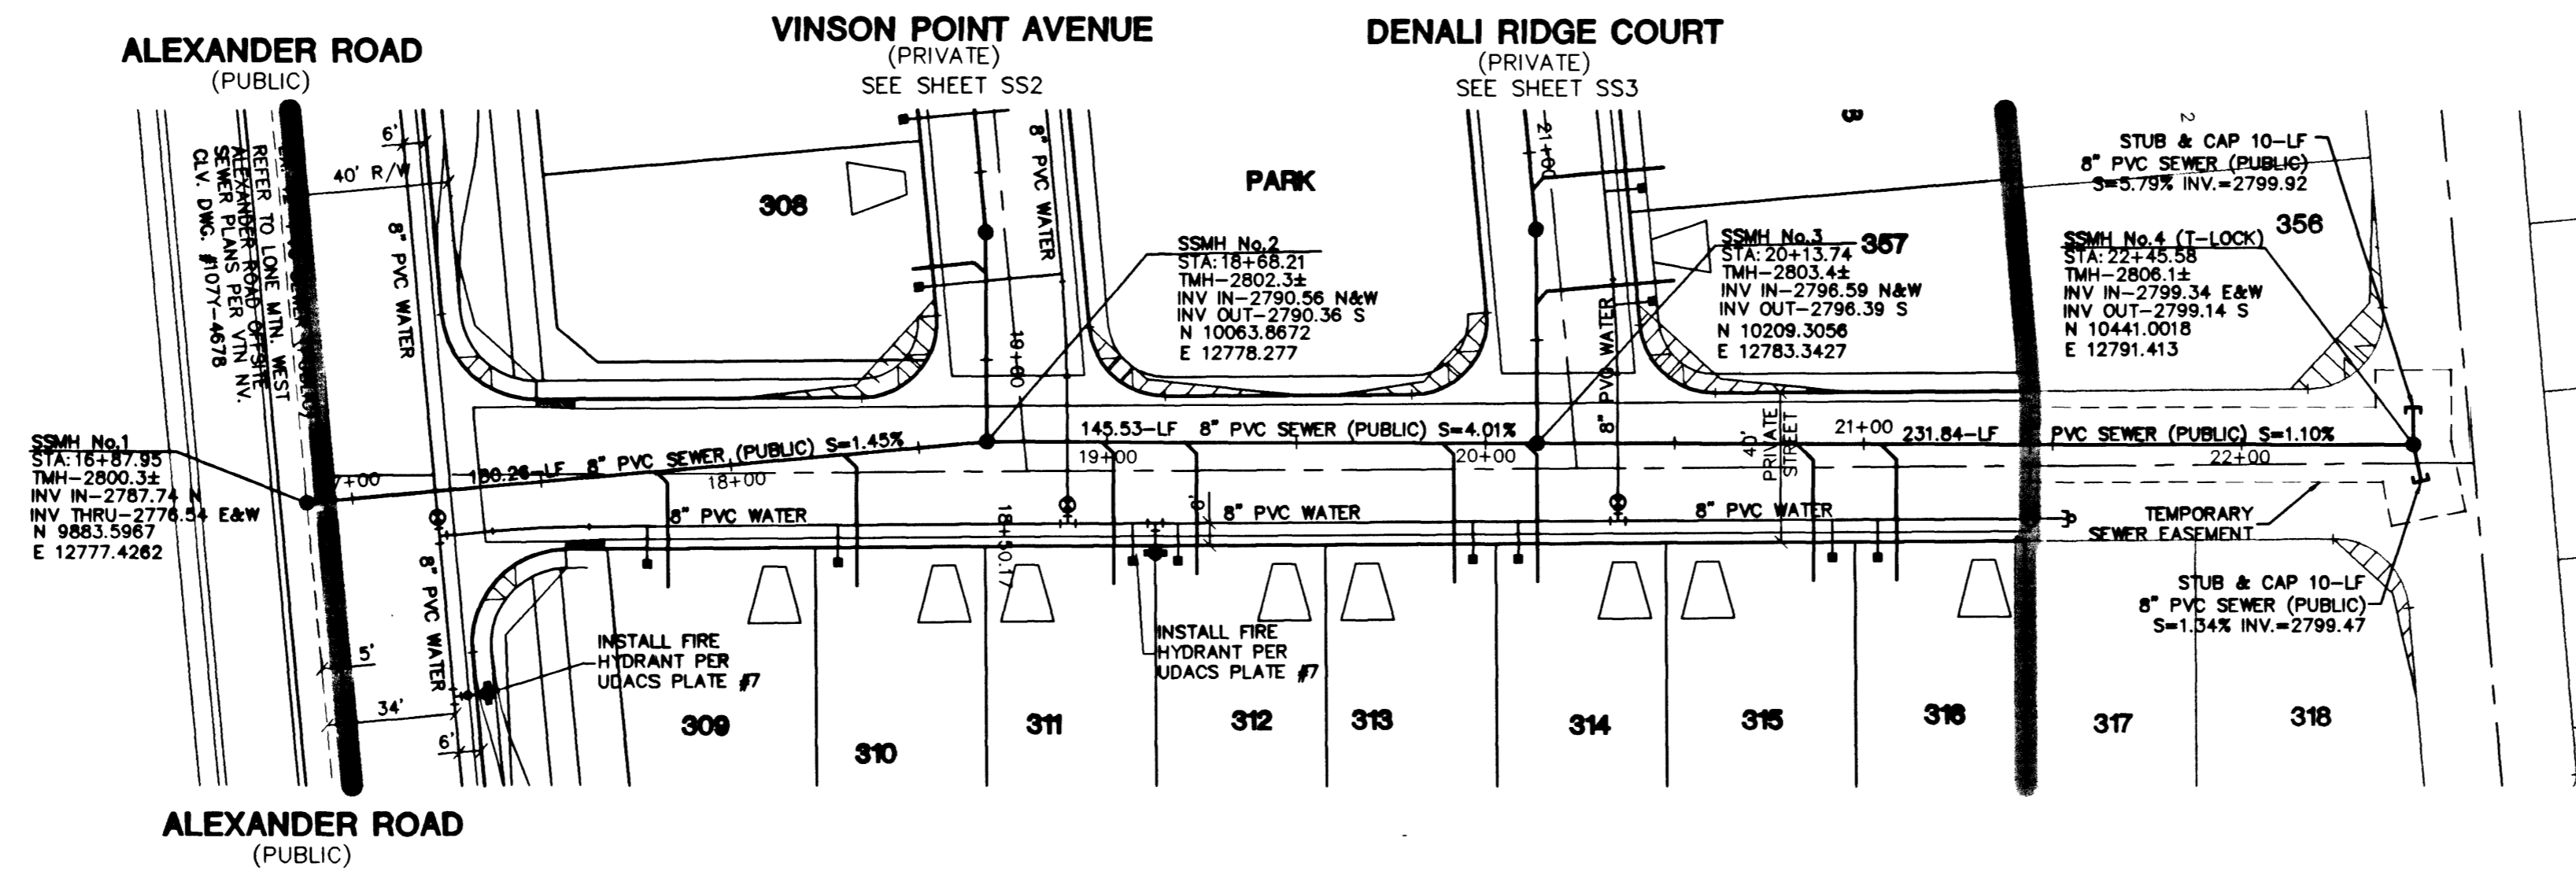 ALEXANDER ROAD
(PUBLIC)
VINSON POINT AVENUE
(PRIVATE)
SEE SHEET SS2
DENALI RIDGE COURT
(PRIVATE)
SEE SHEET SS3
6'
40' R/W
REFER TO LONE MTN. WEST
ALEXANDER ROAD OFFSITE
SEWER PLANS PER VTN NV.
CLV. DWG. #107Y-4678
8" PVC WATER
308
8" PVC WATER
19+00
PARK
21+00
8" PVC WATER
357
2
STUB & CAP 10-LF
8" PVC SEWER (PUBLIC)
S=5.79% INV.=2799.92
356
SSMH No.2
STA:18+68.21
TMH-2802.3±
INV IN-2790.56 N&W
INV OUT-2790.36 S
N 10063.8672
E 12778.277
SSMH No.3
STA:20+13.74
TMH-2803.4±
INV IN-2796.59 N&W
INV OUT-2796.39 S
N 10209.3056
E 12783.3427
SSMH No.4 (T-LOCK)
STA:22+45.58
TMH-2806.1±
INV IN-2799.34 E&W
INV OUT-2799.14 S
N 10441.0018
E 12791.413
SSMH No.1
STA:16+87.95
TMH-2800.3±
INV IN-2787.74 N
INV THRU-2776.54 E&W
N 9883.5967
E 12777.4262
7+00
180.26-LF 8" PVC SEWER (PUBLIC) S=1.45%
18+00
145.53-LF 8" PVC SEWER (PUBLIC) S=4.01%
19+00
20+00
40'
PRIVATE
STREET
21+00
231.84-LF PVC SEWER (PUBLIC) S=1.10%
22+00
8" PVC WATER
18+50.17
8" PVC WATER
8" PVC WATER
TEMPORARY
SEWER EASEMENT
8" PVC WATER
STUB & CAP 10-LF
8" PVC SEWER (PUBLIC)
S=1.34% INV.=2799.47
INSTALL FIRE
HYDRANT PER
UDACS PLATE #7
INSTALL FIRE
HYDRANT PER
UDACS PLATE #7
5'
34'
6'
309
310
311
312
313
314
315
316
317
318
ALEXANDER ROAD
(PUBLIC)